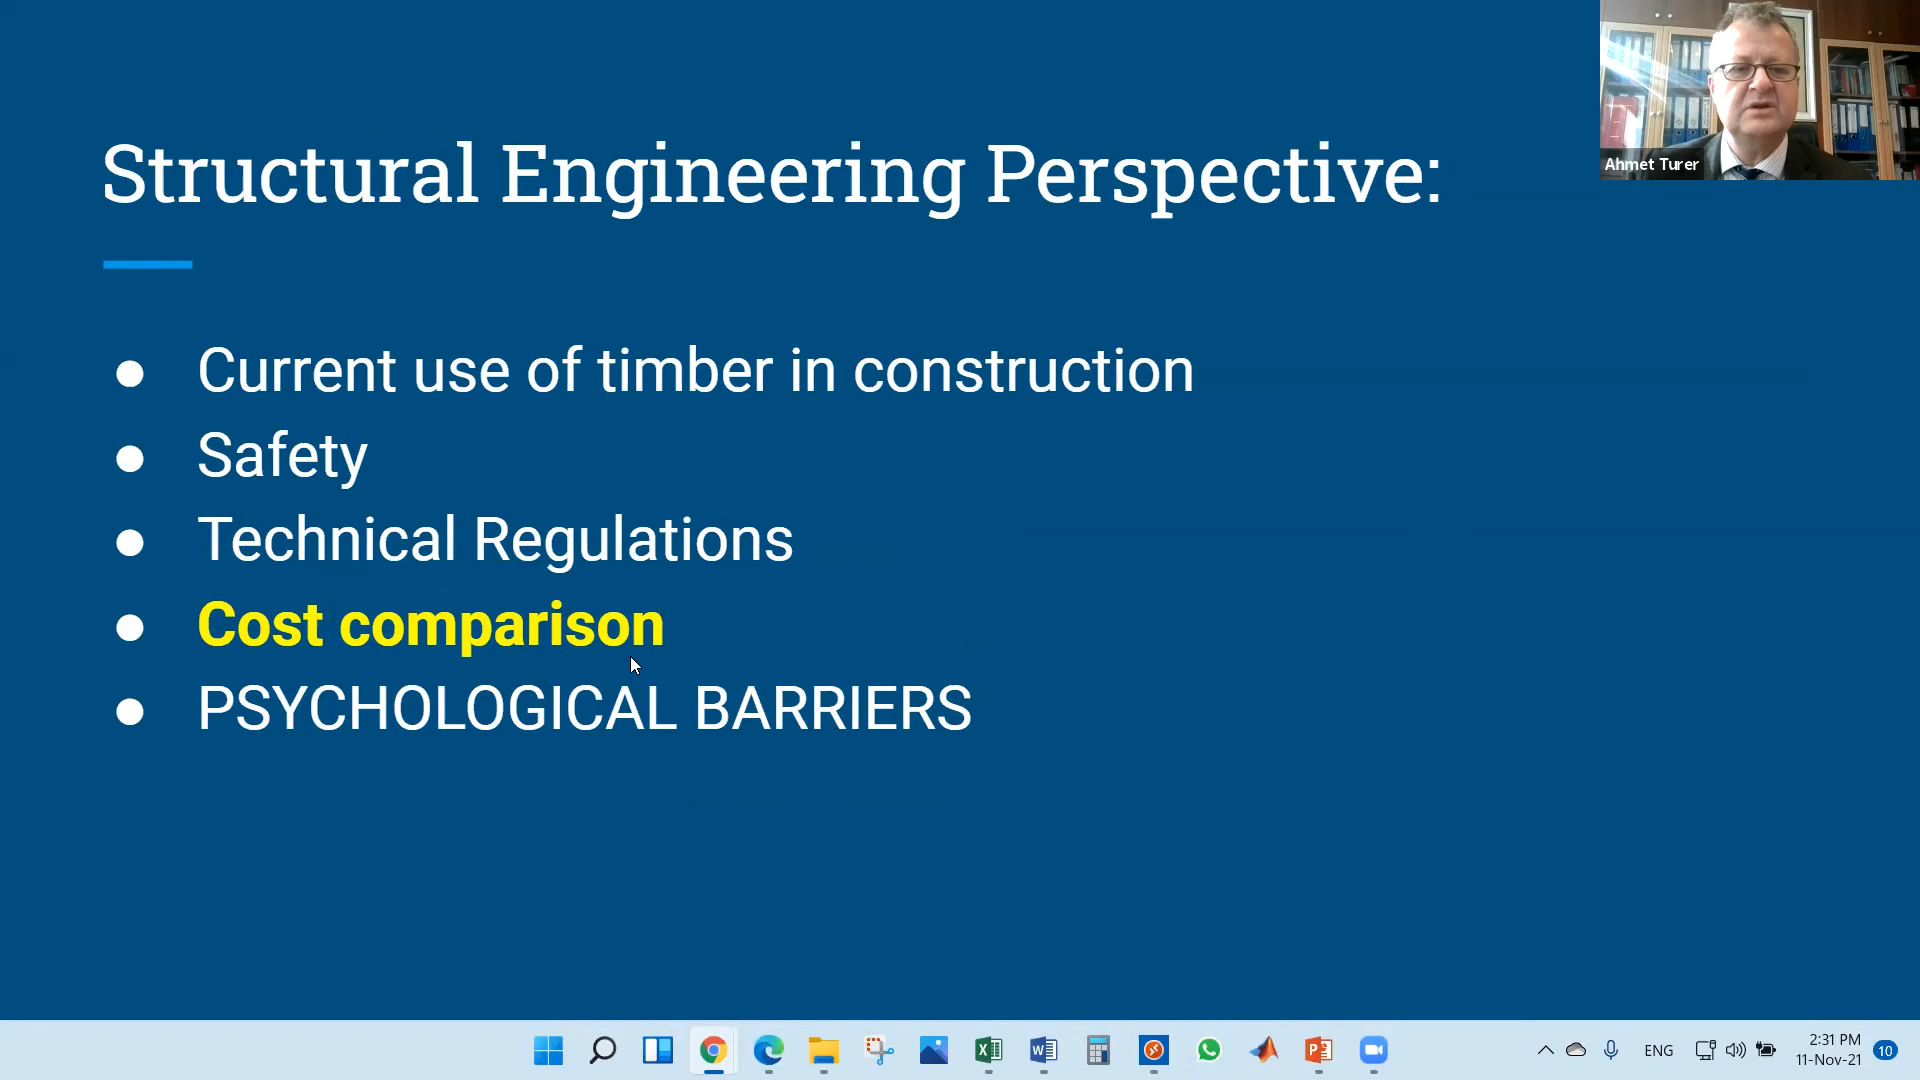 Structural Engineering Perspective:
Ahmet Turer
● Current use of timber in construction
● Safety
● Technical Regulations
● Cost comparison
● PSYCHOLOGICAL BARRIERS
ENG
2:31 PM
11-Nov-21
10